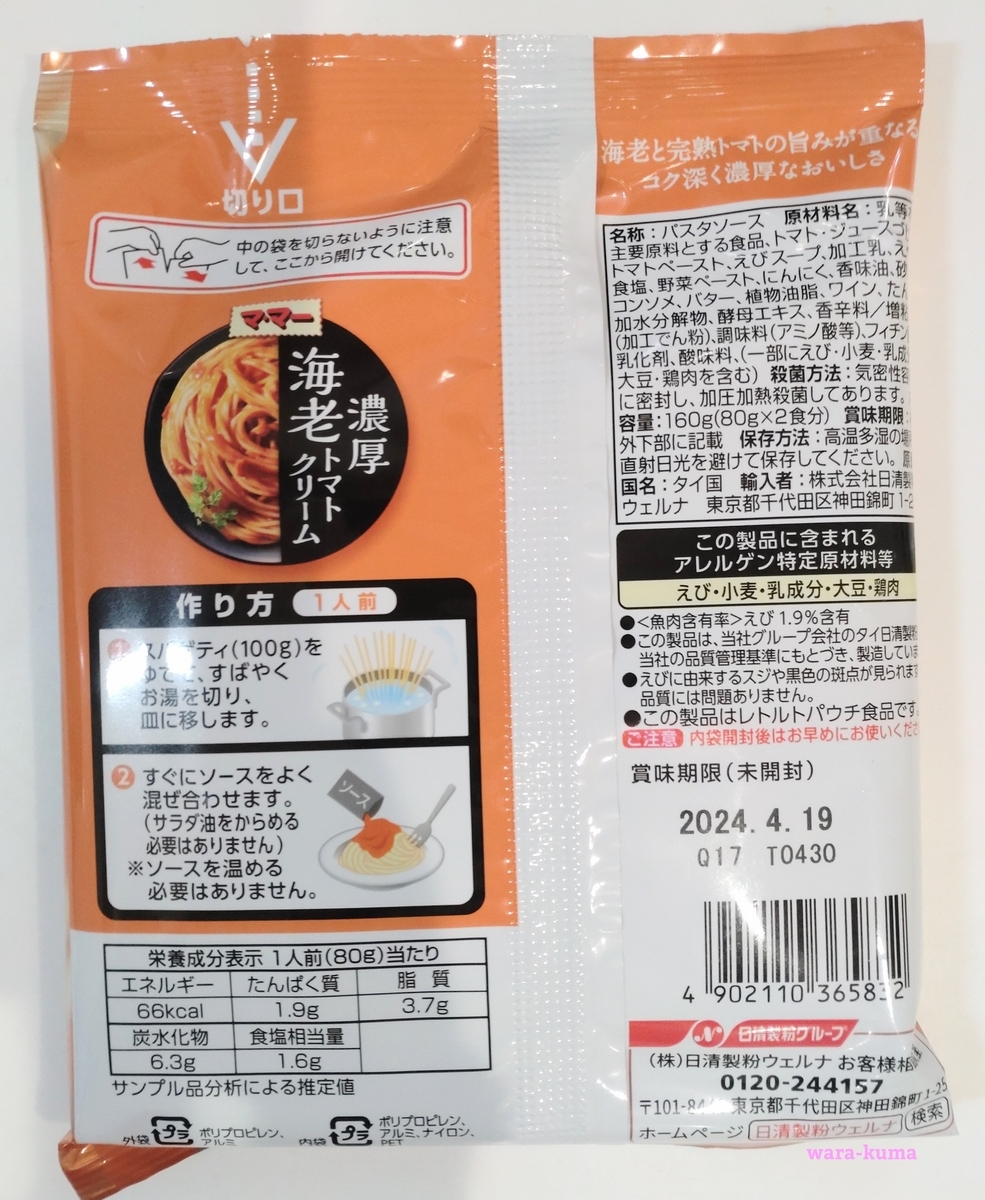 切り口
中の袋を切らないように注意
して、ここから開けてください。
マ・マー
濃厚
海老トマトクリーム
作り方 1人前
1 スパゲティ(100g)を
ゆでて、すばやく
お湯を切り、
皿に移します。
2 すぐにソースをよく
混ぜ合わせます。
(サラダ油をからめる
必要はありません)
※ソースを温める
必要はありません。
ソース
栄養成分表示 1人前(80g)当たり
エネルギー たんぱく質 脂質
66kcal 1.9g 3.7g
炭水化物 食塩相当量
6.3g 1.6g
サンプル品分析による推定値
外袋 プラ ポリプロピレン、
アルミ
内袋 プラ ポリプロピレン、
アルミ、ナイロン、
PET
海老と完熟トマトの旨みが重なる
コク深く濃厚なおいしさ
名称：パスタソース 原材料名：乳等
主要原料とする食品、トマト・ジュースづ
トマトペースト、えびスープ、加工乳、え
食塩、野菜ペースト、にんにく、香味油、砂
コンソメ、バター、植物油脂、ワイン、たん
加水分解物、酵母エキス、香辛料／増粘
(加工でん粉)、調味料(アミノ酸等)、フィチン
乳化剤、酸味料、(一部にえび・小麦・乳成
大豆・鶏肉を含む) 殺菌方法：気密性容
に密封し、加圧加熱殺菌してあります。
容量：160g(80g×2食分) 賞味期限：
外下部に記載 保存方法：高温多湿の場
直射日光を避けて保存してください。原
国名：タイ国 輸入者：株式会社日清製
ウェルナ 東京都千代田区神田錦町1-2
この製品に含まれる
アレルゲン特定原材料等
えび・小麦・乳成分・大豆・鶏肉
●<魚肉含有率>えび 1.9%含有
●この製品は、当社グループ会社のタイ日清製粉
当社の品質管理基準にもとづき、製造してい
●えびに由来するスジや黒色の斑点が見られます
品質には問題ありません。
●この製品はレトルトパウチ食品です。
ご注意 内袋開封後はお早めにお使いくださ
賞味期限(未開封)
2024. 4. 19
Q17 T0430
4 902110 365832
日清製粉グループ
(株)日清製粉ウェルナ お客様相
0120-244157
〒101-84 東京都千代田区神田錦町1-25
ホームページ 日清製粉ウェルナ 検索
wara-kuma